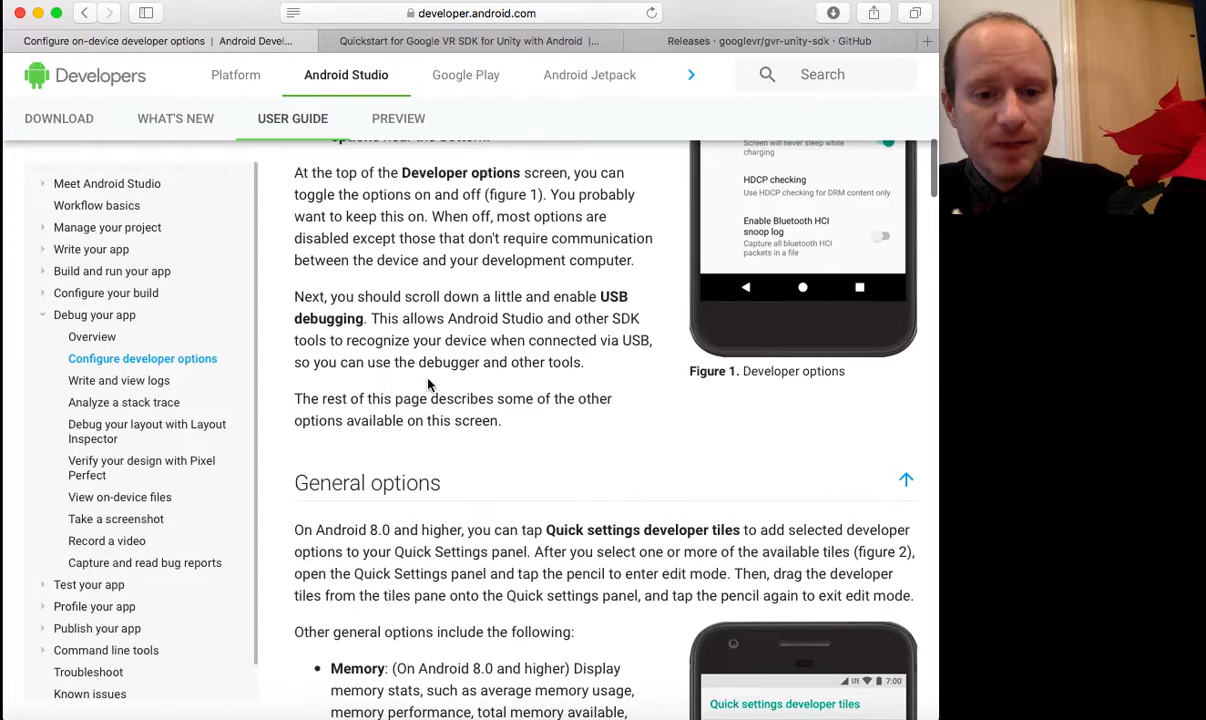 developer.android.com
Configure on-device developer options | Android Devel...
Quickstart for Google VR SDK for Unity with Android |...
Releases · googlevr/gvr-unity-sdk · GitHub
Developers
Platform
Android Studio
Google Play
Android Jetpack
Search
DOWNLOAD
WHAT'S NEW
USER GUIDE
PREVIEW
Meet Android Studio
Workflow basics
Manage your project
Write your app
Build and run your app
Configure your build
Debug your app
Overview
Configure developer options
Write and view logs
Analyze a stack trace
Debug your layout with Layout
Inspector
Verify your design with Pixel
Perfect
View on-device files
Take a screenshot
Record a video
Capture and read bug reports
Test your app
Profile your app
Publish your app
Command line tools
Troubleshoot
Known issues
options near the bottom.
At the top of the Developer options screen, you can
toggle the options on and off (figure 1). You probably
want to keep this on. When off, most options are
disabled except those that don't require communication
between the device and your development computer.
Next, you should scroll down a little and enable USB
debugging. This allows Android Studio and other SDK
tools to recognize your device when connected via USB,
so you can use the debugger and other tools.
The rest of this page describes some of the other
options available on this screen.
Screen will never sleep while
charging
HDCP checking
Use HDCP checking for DRM content only
Enable Bluetooth HCI
snoop log
Capture all bluetooth HCI
packets in a file
Figure 1. Developer options
General options
On Android 8.0 and higher, you can tap Quick settings developer tiles to add selected developer
options to your Quick Settings panel. After you select one or more of the available tiles (figure 2),
open the Quick Settings panel and tap the pencil to enter edit mode. Then, drag the developer
tiles from the tiles pane onto the Quick settings panel, and tap the pencil again to exit edit mode.
Other general options include the following:
• Memory: (On Android 8.0 and higher) Display
memory stats, such as average memory usage,
memory performance, total memory available,
LTE 7:00
Quick settings developer tiles